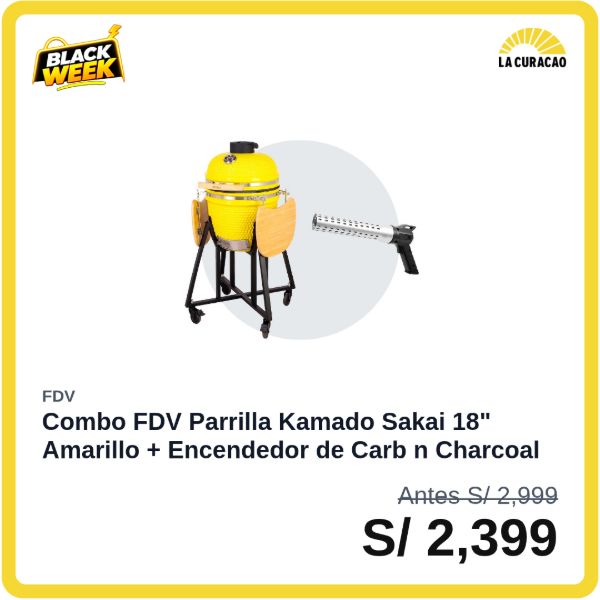 BLACK
WEEK
LA CURACAO
FDV
Combo FDV Parrilla Kamado Sakai 18"
Amarillo + Encendedor de Carb n Charcoal
Antes S/ 2,999
S/ 2,399